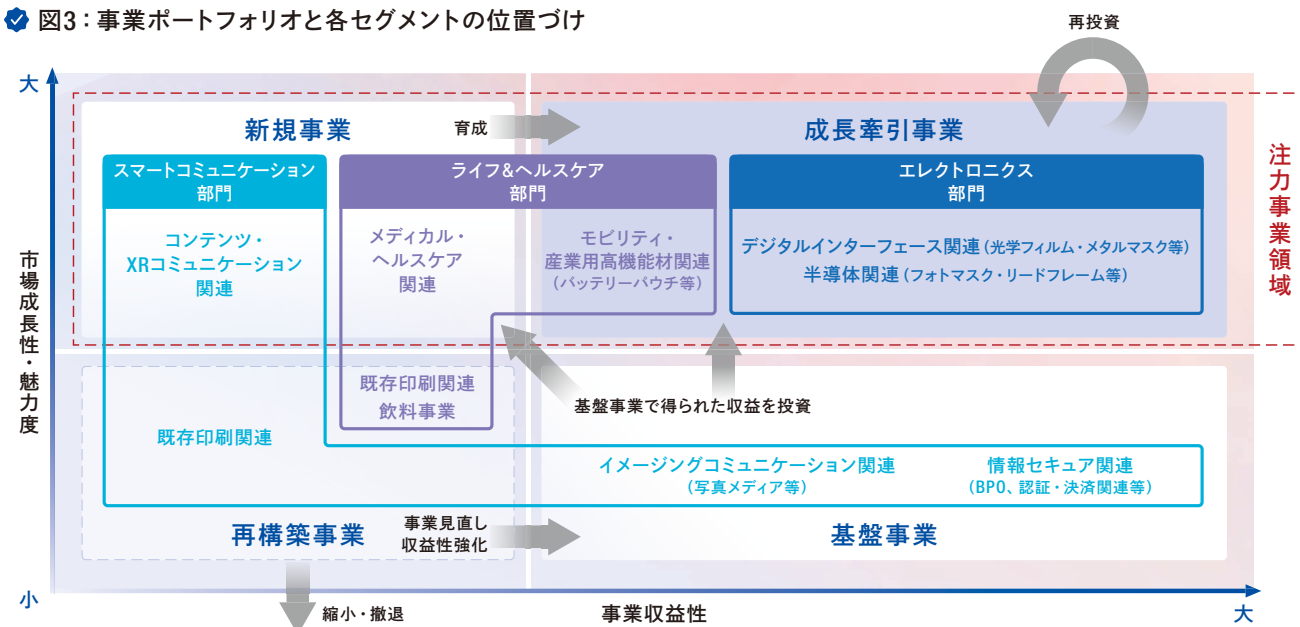 図3：事業ポートフォリオと各セグメントの位置づけ
再投資
大
新規事業
育成
成長牽引事業
スマートコミュニケーション
部門
ライフ&ヘルスケア
部門
エレクトロニクス
部門
コンテンツ・
XRコミュニケーション
関連
メディカル・
ヘルスケア
関連
モビリティ・
産業用高機能材関連
（バッテリーパウチ等）
デジタルインターフェース関連（光学フィルム・メタルマスク等）
半導体関連（フォトマスク・リードフレーム等）
注力事業領域
市場成長性・魅力度
既存印刷関連
飲料事業
基盤事業で得られた収益を投資
既存印刷関連
イメージングコミュニケーション関連
（写真メディア等）
情報セキュア関連
（BPO、認証・決済関連等）
再構築事業
事業見直し
収益性強化
基盤事業
小
縮小・撤退
事業収益性
大